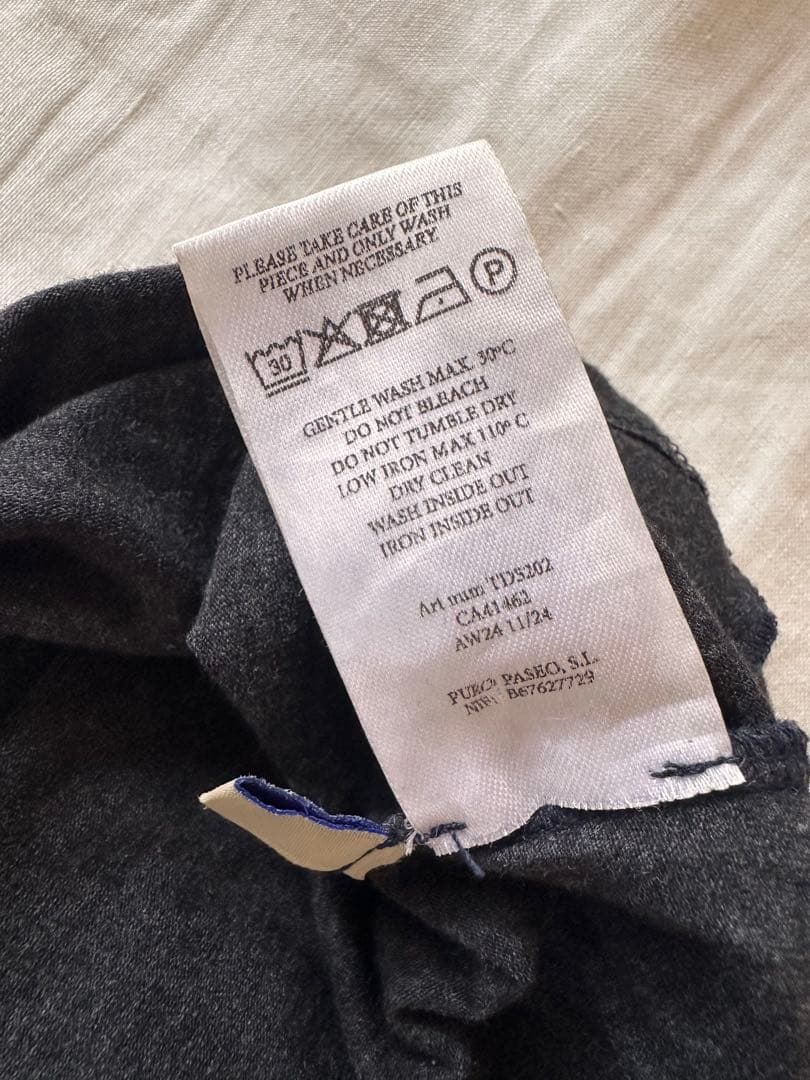 PLEASE TAKE CARE OF THIS
PIECE AND ONLY WASH
WHEN NECESSARY.
30
P
GENTLE WASH MAX. 30ºC
DO NOT BLEACH
DO NOT TUMBLE DRY
LOW IRON MAX 110º C
DRY CLEAN
WASH INSIDE OUT
IRON INSIDE OUT
Art num TDS202
CA41462
AW24 11/24
PASEO, S.L.
B67627729